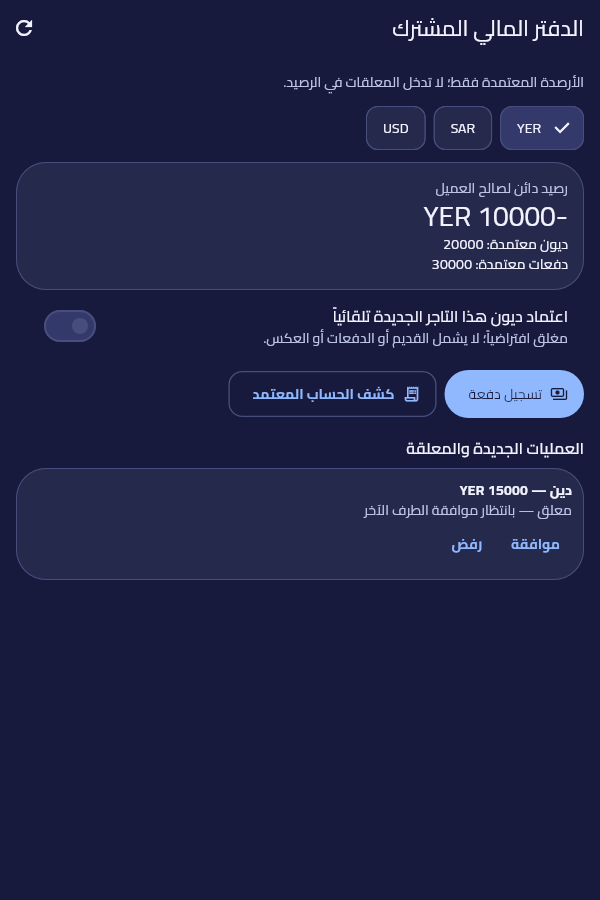 الدفتر المالي المشترك
الأرصدة المعتمدة فقط؛ لا تدخل المعلقات في الرصيد.
YER
SAR
USD
رصيد دائن لصالح العميل
YER 10000-
ديون معتمدة: 20000
دفعات معتمدة: 30000
اعتماد ديون هذا التاجر الجديدة تلقائياً
مغلق افتراضياً؛ لا يشمل القديم أو الدفعات أو العكس.
تسجيل دفعة
كشف الحساب المعتمد
العمليات الجديدة والمعلقة
دين — 15000 YER
معلق — بانتظار موافقة الطرف الآخر
موافقة
رفض